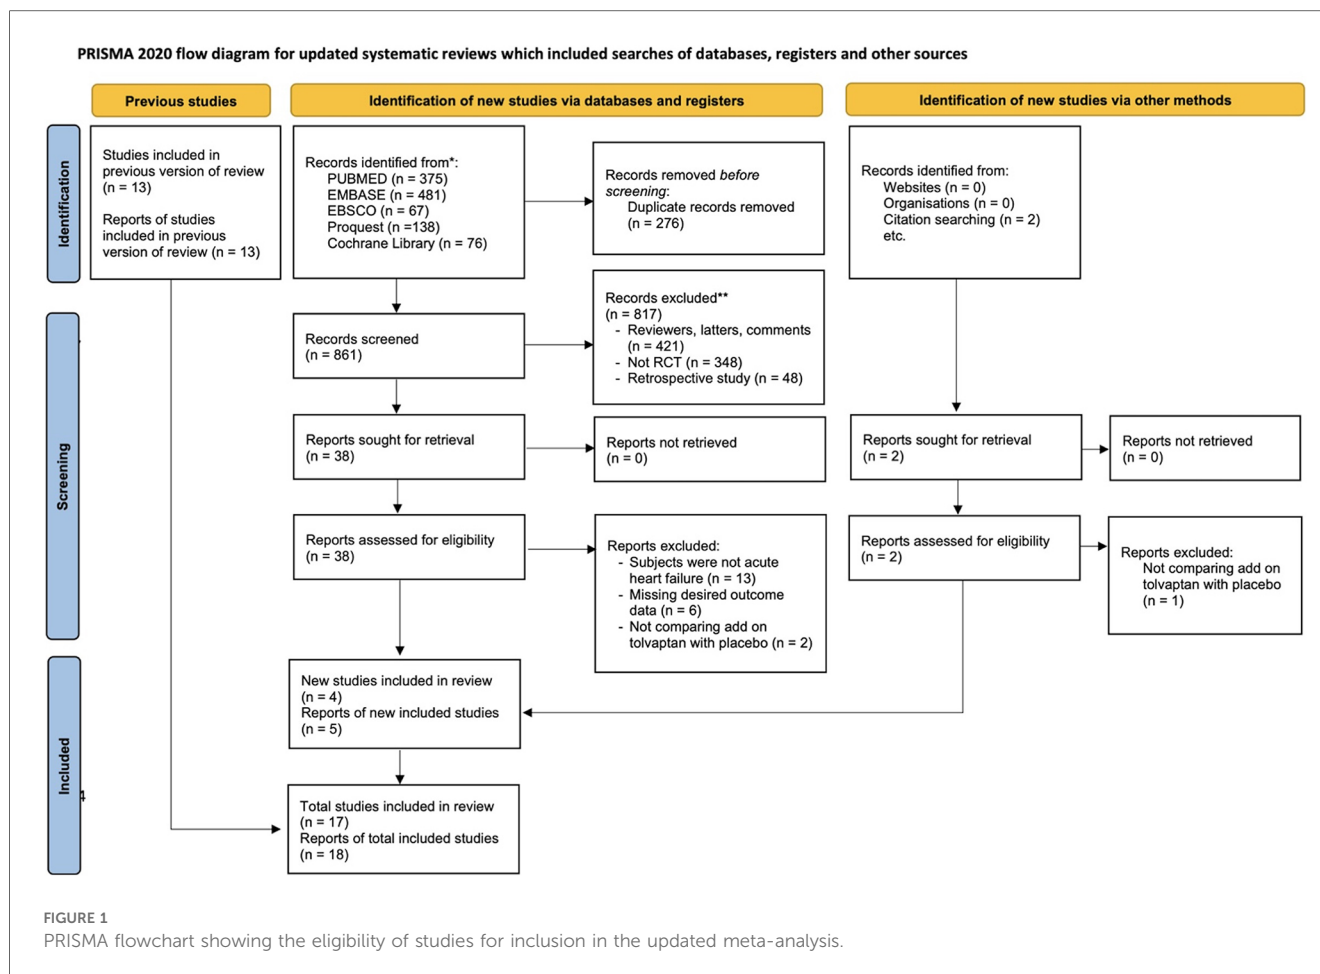 PRISMA 2020 flow diagram for updated systematic reviews which included searches of databases, registers and other sources
Previous studies
Identification of new studies via databases and registers
Identification of new studies via other methods
Identification
Studies included in
previous version of review
(n = 13)
Reports of studies
included in previous
version of review (n = 13)
Records identified from*:
PUBMED (n = 375)
EMBASE (n = 481)
EBSCO (n = 67)
Proquest (n =138)
Cochrane Library (n = 76)
Records removed before
screening:
Duplicate records removed
(n = 276)
Records identified from:
Websites (n = 0)
Organisations (n = 0)
Citation searching (n = 2)
etc.
Screening
Records screened
(n = 861)
Records excluded**
(n = 817)
- Reviewers, latters, comments
(n = 421)
- Not RCT (n = 348)
- Retrospective study (n = 48)
Reports sought for retrieval
(n = 38)
Reports not retrieved
(n = 0)
Reports sought for retrieval
(n = 2)
Reports not retrieved
(n = 0)
Reports assessed for eligibility
(n = 38)
Reports excluded:
- Subjects were not acute
heart failure (n = 13)
- Missing desired outcome
data (n = 6)
- Not comparing add on
tolvaptan with placebo (n = 2)
Reports assessed for eligibility
(n = 2)
Reports excluded:
Not comparing add on
tolvaptan with placebo
(n = 1)
Included
New studies included in review
(n = 4)
Reports of new included studies
(n = 5)
Total studies included in review
(n = 17)
Reports of total included studies
(n = 18)
4
FIGURE 1
PRISMA flowchart showing the eligibility of studies for inclusion in the updated meta-analysis.